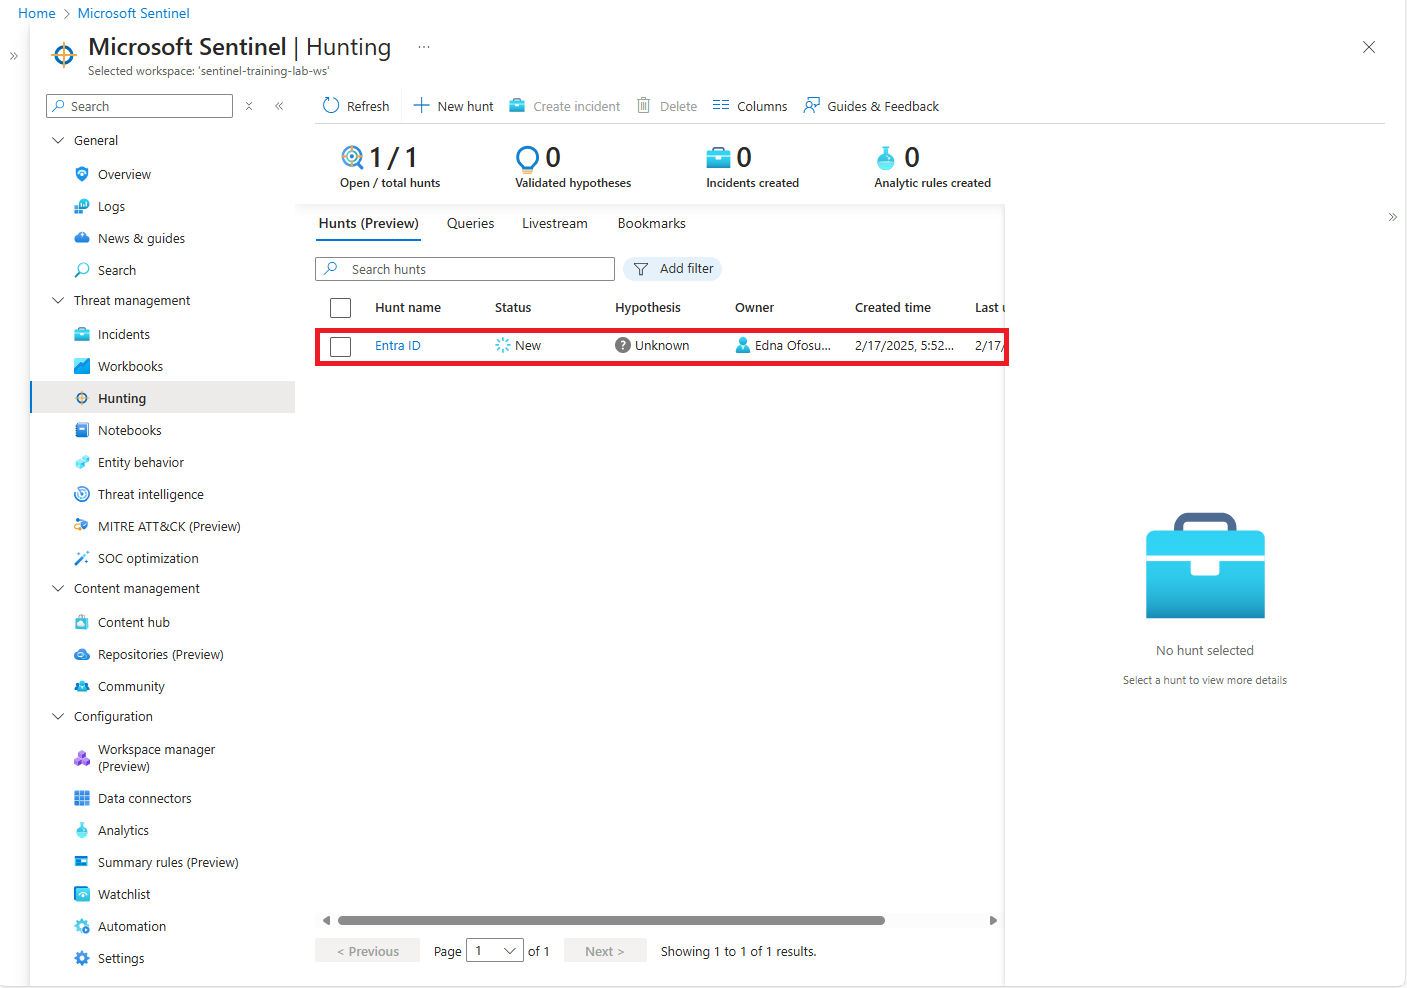 Home > Microsoft Sentinel
Microsoft Sentinel | Hunting ...
Selected workspace: 'sentinel-training-lab-ws'
Search
General
Overview
Logs
News & guides
Search
Threat management
Incidents
Workbooks
Hunting
Notebooks
Entity behavior
Threat intelligence
MITRE ATT&CK (Preview)
SOC optimization
Content management
Content hub
Repositories (Preview)
Community
Configuration
Workspace manager
(Preview)
Data connectors
Analytics
Summary rules (Preview)
Watchlist
Automation
Settings
Refresh New hunt Create incident Delete Columns Guides & Feedback
1 / 1 0 0 0
Open / total hunts Validated hypotheses Incidents created Analytic rules created
Hunts (Preview) Queries Livestream Bookmarks
Search hunts Add filter
Hunt name Status Hypothesis Owner Created time Last
Entra ID New Unknown Edna Ofosu... 2/17/2025, 5:52... 2/17/
< Previous Page 1 of 1 Next > Showing 1 to 1 of 1 results.
No hunt selected
Select a hunt to view more details